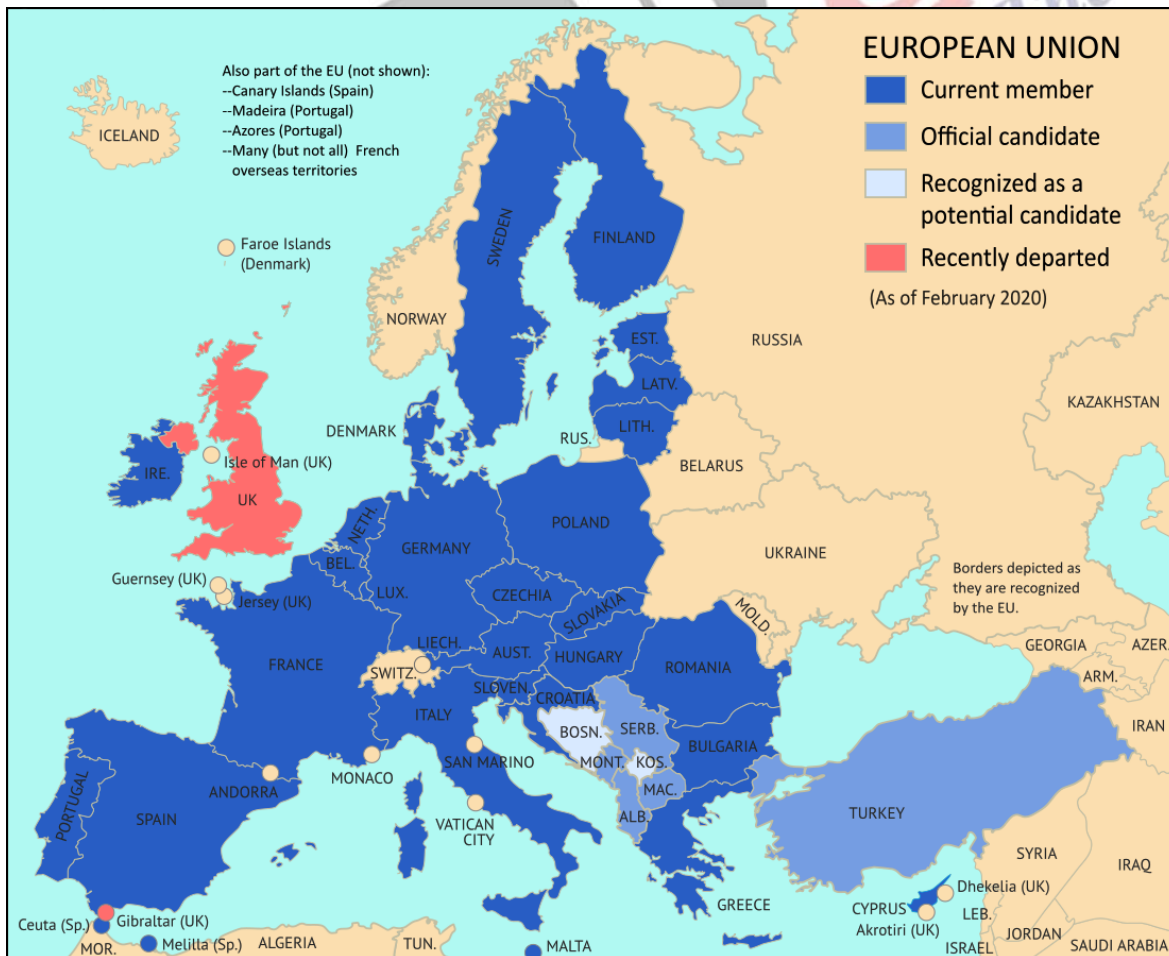 EUROPEAN UNION
Current member
Official candidate
Recognized as a
potential candidate
Recently departed
(As of February 2020)
Also part of the EU (not shown):
--Canary Islands (Spain)
--Madeira (Portugal)
--Azores (Portugal)
--Many (but not all) French
overseas territories
ICELAND
Faroe Islands
(Denmark)
SWEDEN
FINLAND
NORWAY
RUSSIA
EST.
LATV.
LITH.
RUS.
KAZAKHSTAN
DENMARK
BELARUS
Isle of Man (UK)
IRE.
UK
NETH.
POLAND
GERMANY
BEL.
UKRAINE
Guernsey (UK)
Jersey (UK)
LUX.
CZECHIA
SLOVAKIA
MOLD.
Borders depicted as
they are recognized
by the EU.
LIECH.
AUST.
HUNGARY
FRANCE
SWITZ.
ROMANIA
GEORGIA
AZER.
ARM.
SLOVEN.
CROATIA
ITALY
BOSN.
SERB.
IRAN
BULGARIA
MONACO
SAN MARINO
MONT.
KOS.
ANDORRA
MAC.
PORTUGAL
SPAIN
VATICAN
CITY
ALB.
TURKEY
SYRIA
IRAQ
GREECE
CYPRUS
Dhekelia (UK)
Akrotiri (UK)
LEB.
Ceuta (Sp.)
Gibraltar (UK)
MOR.
Melilla (Sp.)
ALGERIA
TUN.
MALTA
ISRAEL
JORDAN
SAUDI ARABIA